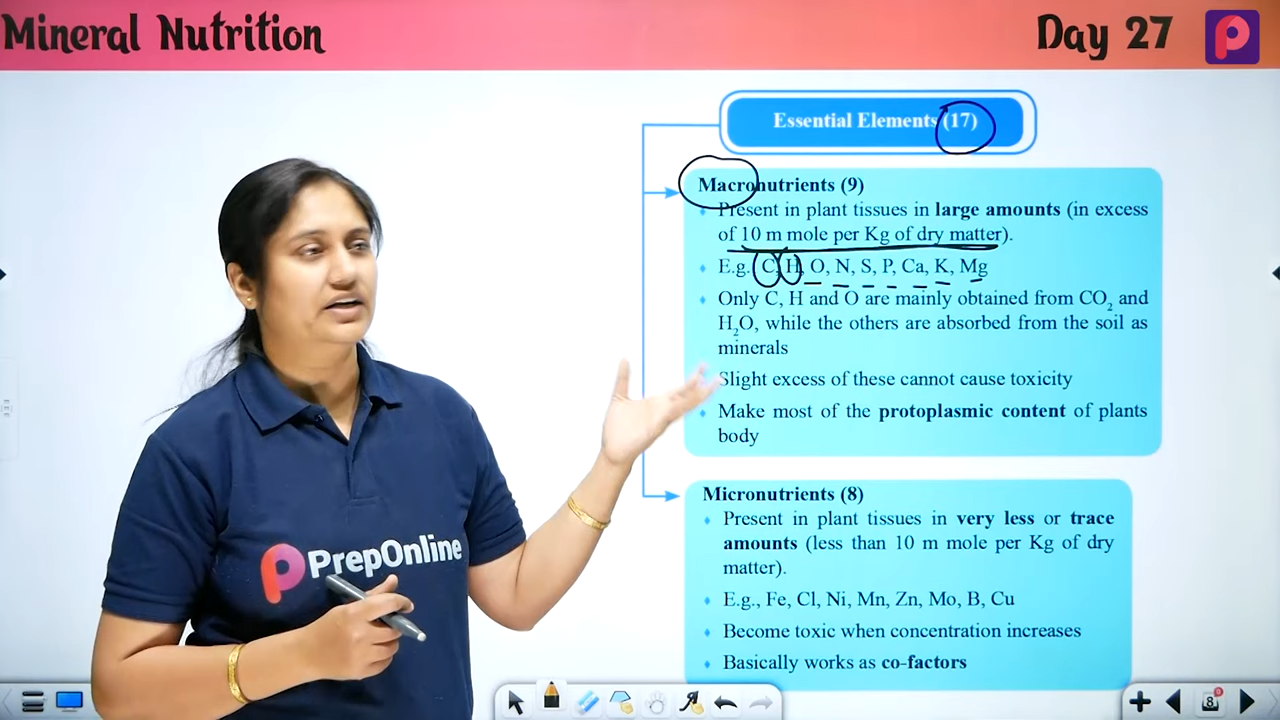 Mineral Nutrition
Day 27
Essential Elements (17)
Macronutrients (9)
Present in plant tissues in large amounts (in excess
of 10 m mole per Kg of dry matter).
E.g. C, H, O, N, S, P, Ca, K, Mg
Only C, H and O are mainly obtained from CO₂ and
H₂O, while the others are absorbed from the soil as
minerals
Slight excess of these cannot cause toxicity
Make most of the protoplasmic content of plants
body
Micronutrients (8)
Present in plant tissues in very less or trace
amounts (less than 10 m mole per Kg of dry
matter).
E.g., Fe, Cl, Ni, Mn, Zn, Mo, B, Cu
Become toxic when concentration increases
Basically works as co-factors
PrepOnline
8